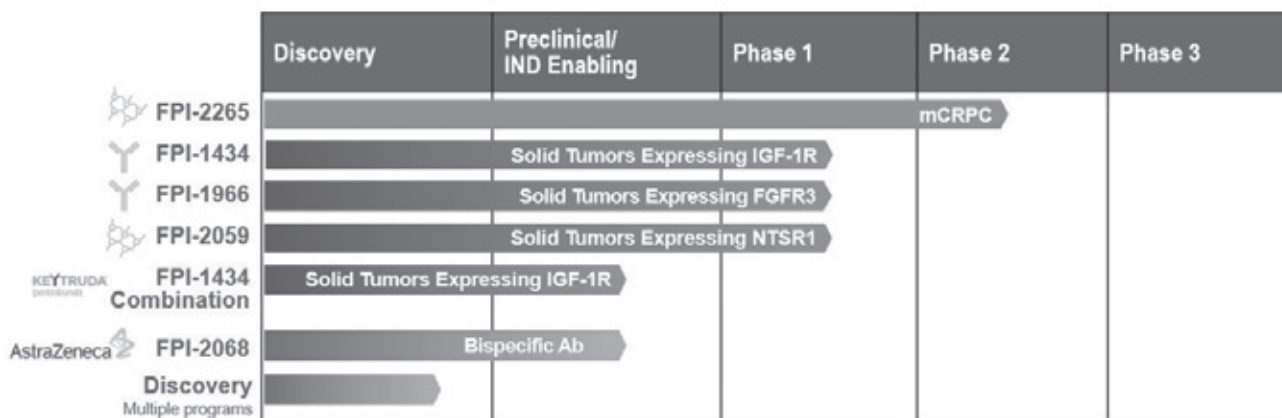 Discovery
Preclinical/
IND Enabling
Phase 1
Phase 2
Phase 3
FPI-2265
mCRPC
FPI-1434
Solid Tumors Expressing IGF-1R
FPI-1966
Solid Tumors Expressing FGFR3
FPI-2059
Solid Tumors Expressing NTSR1
KEYTRUDA
FPI-1434
Combination
Solid Tumors Expressing IGF-1R
AstraZeneca
FPI-2068
Bispecific Ab
Discovery
Multiple programs